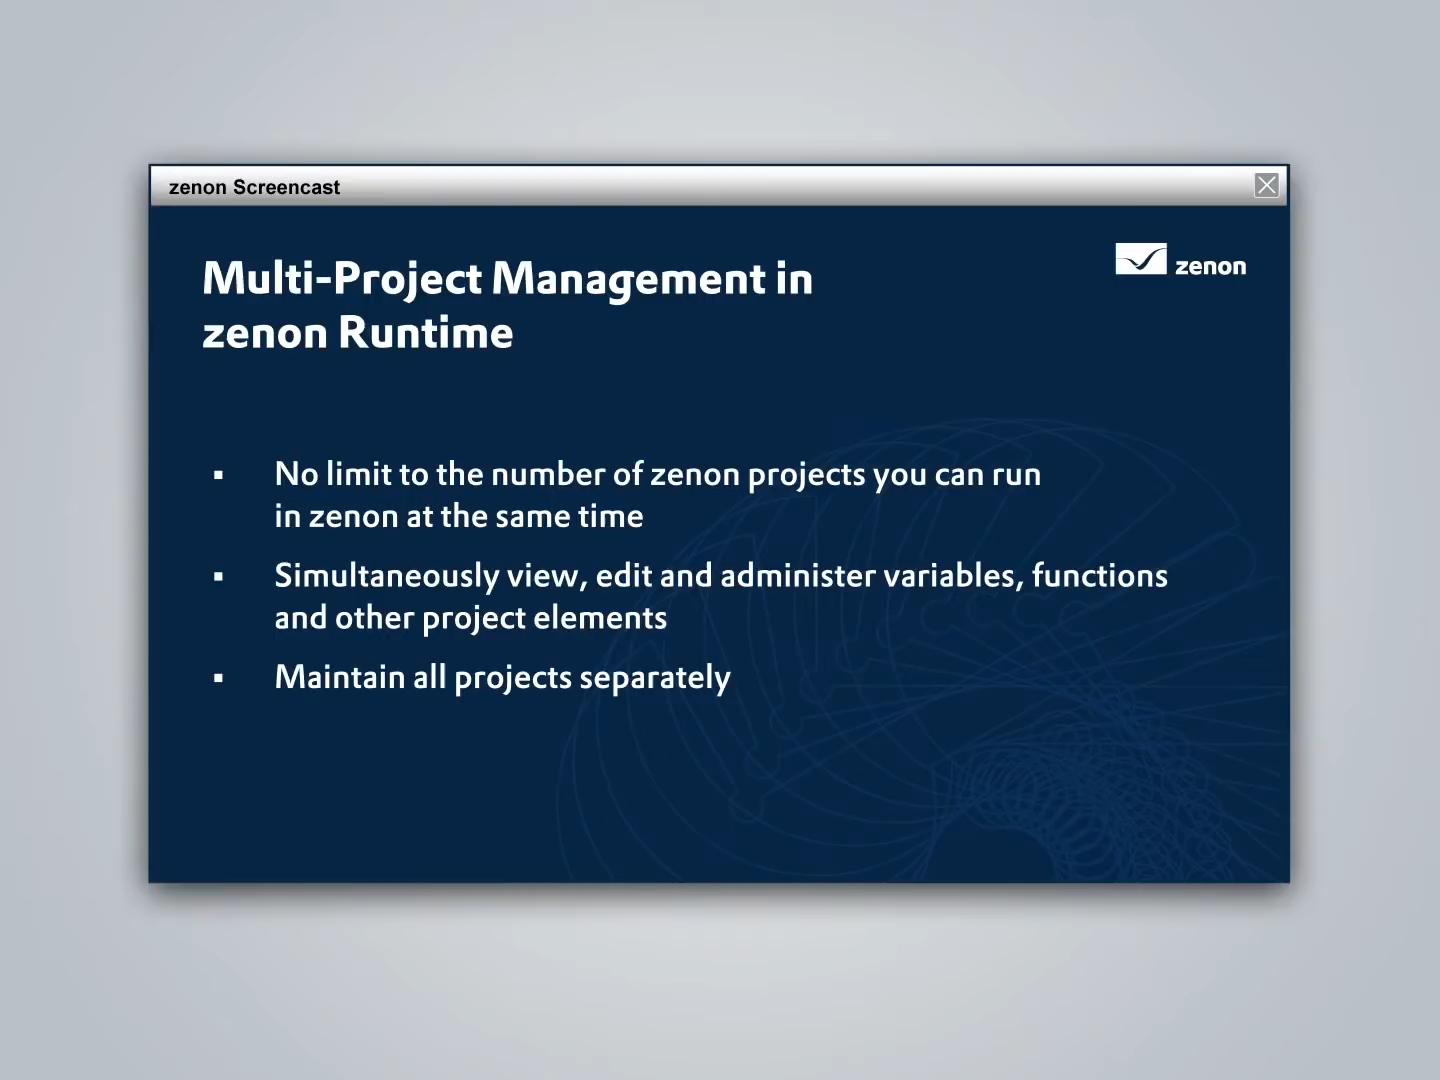 zenon Screencast
zenon
Multi-Project Management in
zenon Runtime
▪ No limit to the number of zenon projects you can run
in zenon at the same time
▪ Simultaneously view, edit and administer variables, functions
and other project elements
▪ Maintain all projects separately